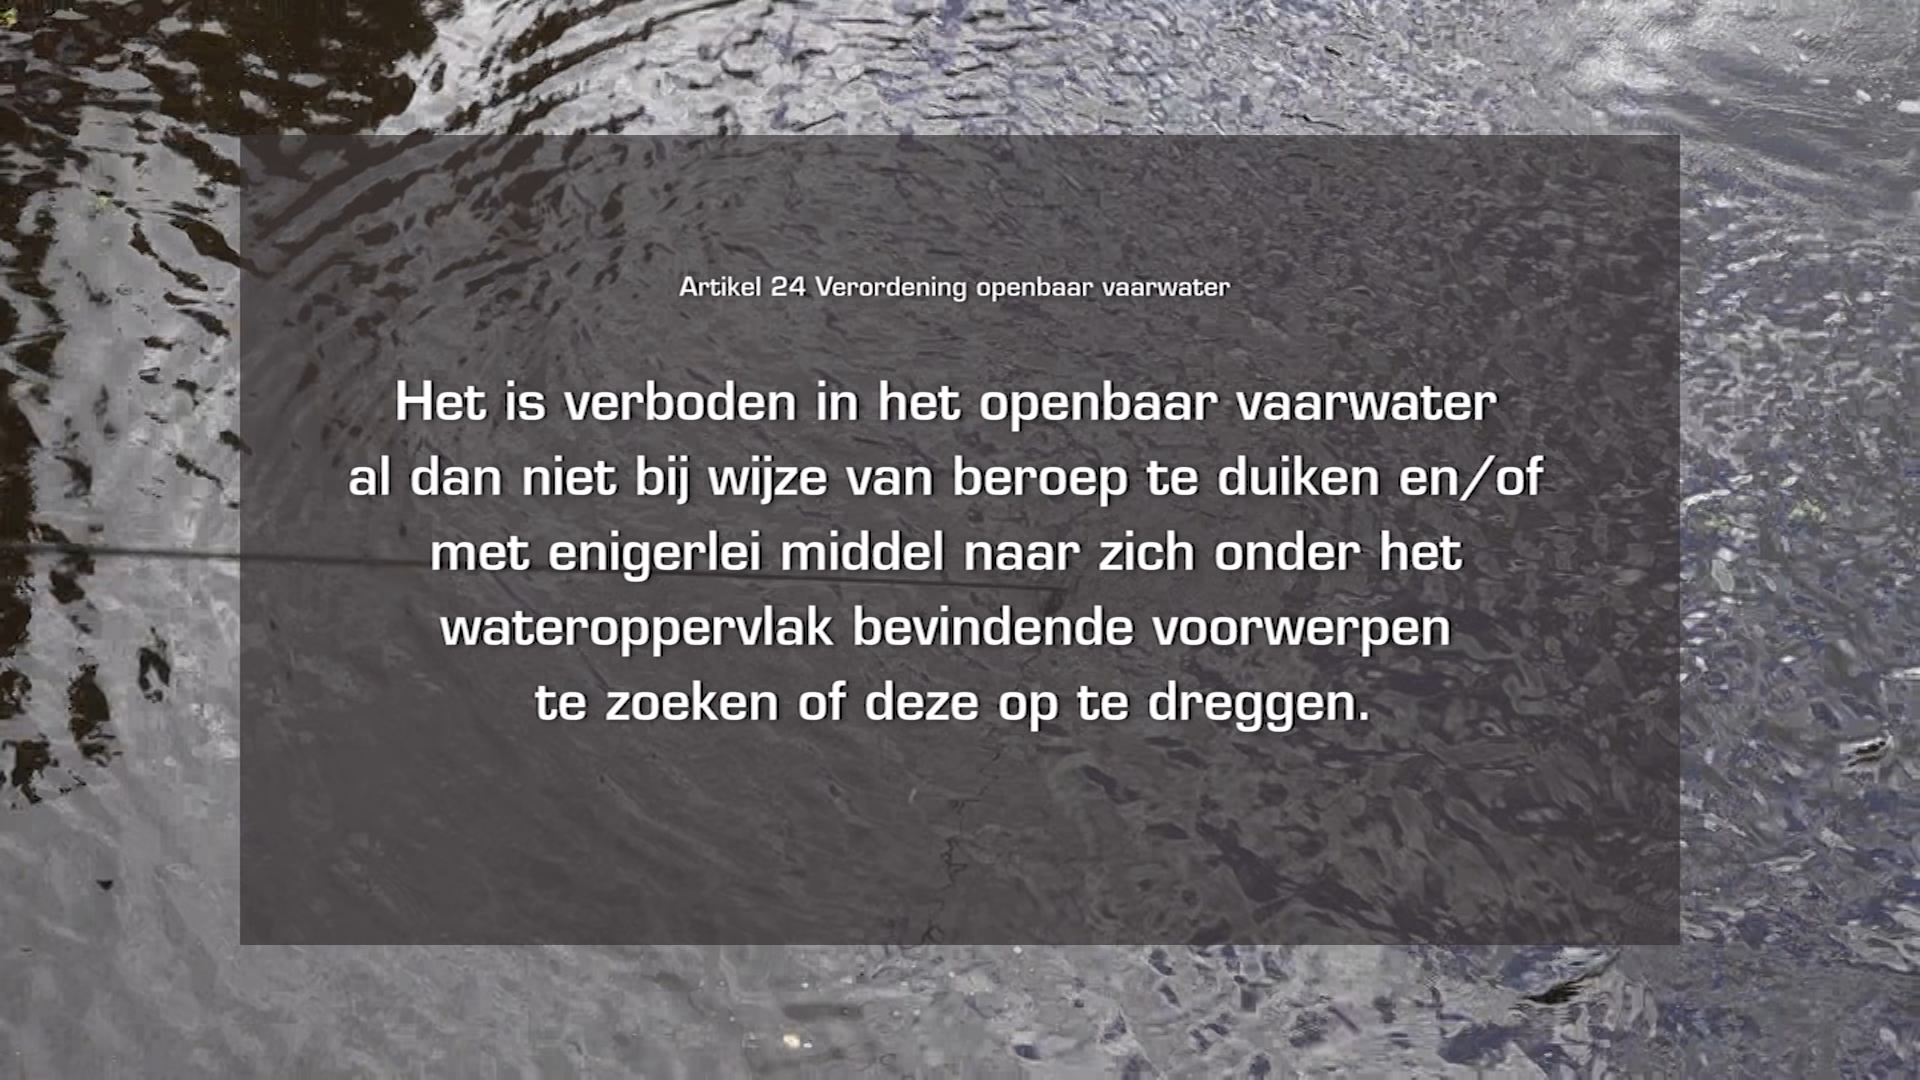 Artikel 24 Verordening openbaar vaarwater
Het is verboden in het openbaar vaarwater
al dan niet bij wijze van beroep te duiken en/of
met enigerlei middel naar zich onder het
wateroppervlak bevindende voorwerpen
te zoeken of deze op te dreggen.